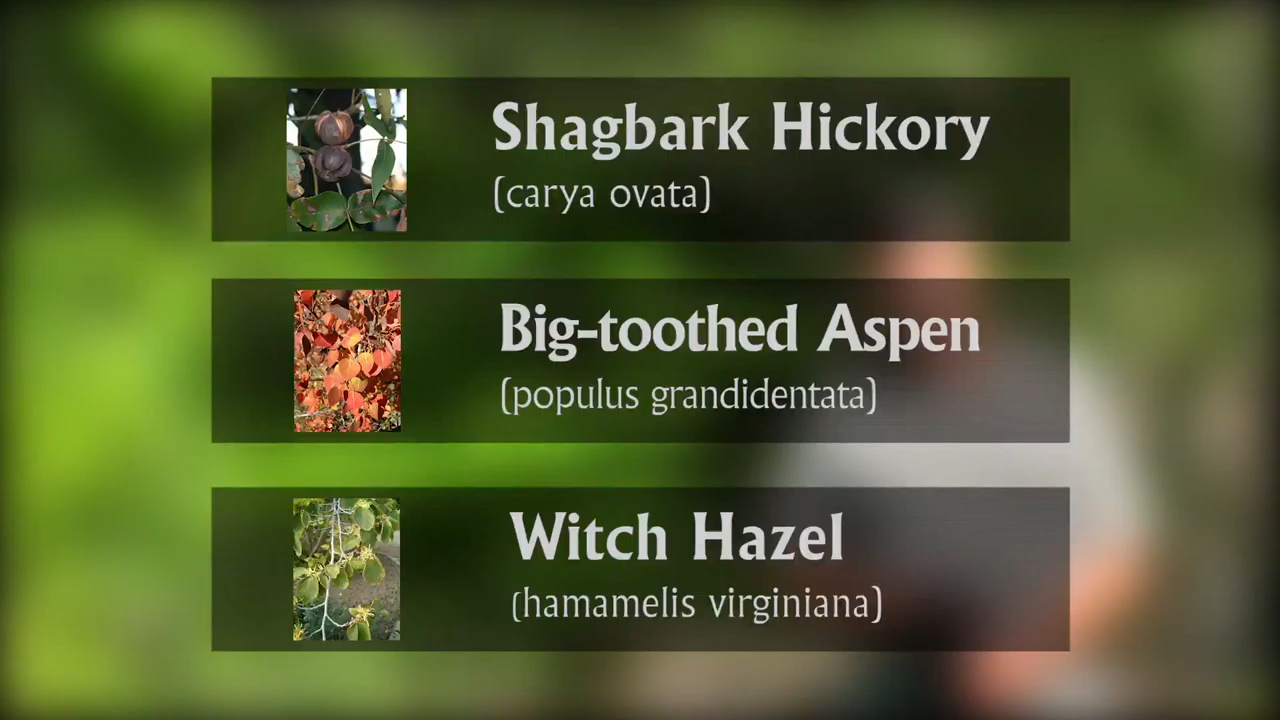 Shagbark Hickory
(carya ovata)
Big-toothed Aspen
(populus grandidentata)
Witch Hazel
(hamamelis virginiana)